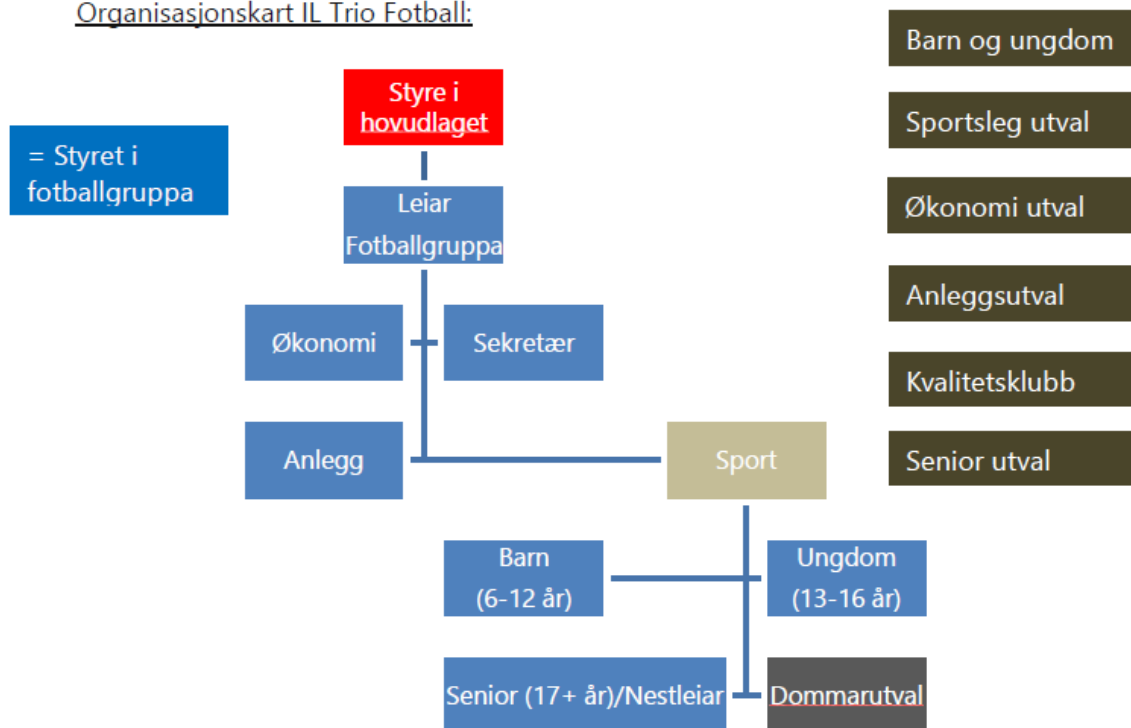 Organisasjonskart IL Trio Fotball:
Styre i
hovudlaget
= Styret i
fotballgruppa
Leiar
Fotballgruppa
Økonomi
Sekretær
Anlegg
Sport
Barn
(6-12 år)
Ungdom
(13-16 år)
Senior (17+ år)/Nestleiar
Dommarutval
Barn og ungdom
Sportsleg utval
Økonomi utval
Anleggsutval
Kvalitetsklubb
Senior utval